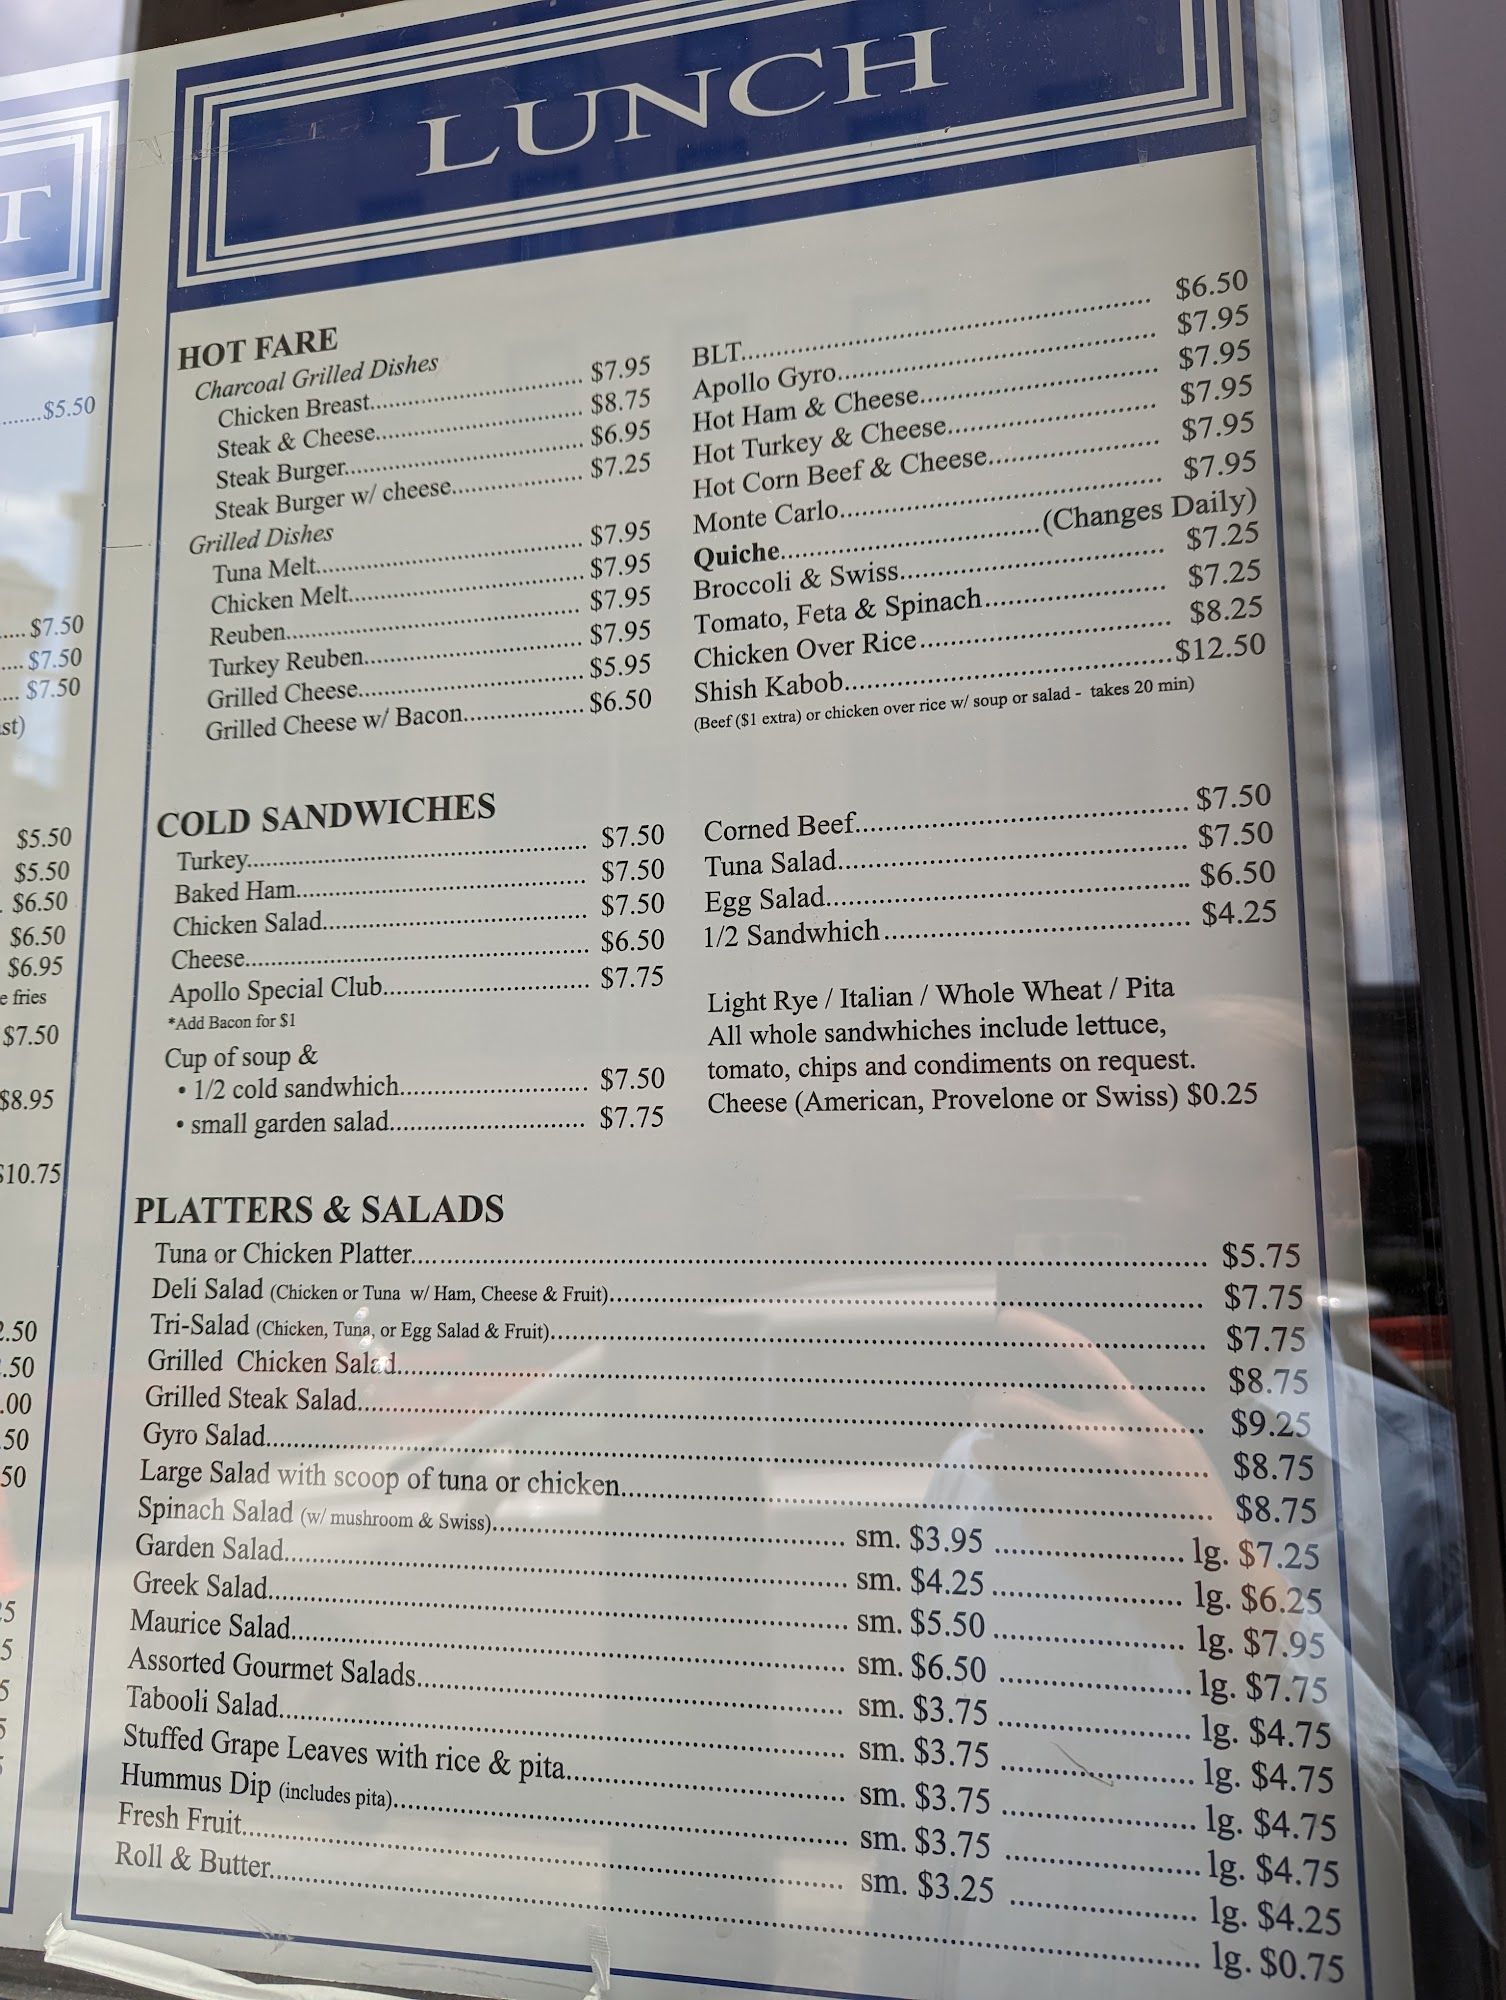 LUNCH
T
.......$5.50
..... $7.50
.... $7.50
... $7.50
st)
$5.50
$5.50
$6.50
$6.50
$6.95
e fries
$7.50
$8.95
$10.75
.50
.50
.00
.50
50
5
5
5
5
HOT FARE
Charcoal Grilled Dishes
Chicken Breast.............................. $7.95
Steak & Cheese.............................. $8.75
Steak Burger.............................. $6.95
Steak Burger w/ cheese.................. $7.25
Grilled Dishes
Tuna Melt.............................. $7.95
Chicken Melt.............................. $7.95
Reuben.............................. $7.95
Turkey Reuben.............................. $7.95
Grilled Cheese.............................. $5.95
Grilled Cheese w/ Bacon................. $6.50
BLT.............................. $6.50
Apollo Gyro.............................. $7.95
Hot Ham & Cheese.............................. $7.95
Hot Turkey & Cheese.............................. $7.95
Hot Corn Beef & Cheese....................... $7.95
Monte Carlo.............................. $7.95
Quiche..............................(Changes Daily)
Broccoli & Swiss.............................. $7.25
Tomato, Feta & Spinach....................... $7.25
Chicken Over Rice.............................. $8.25
Shish Kabob..............................$12.50
(Beef ($1 extra) or chicken over rice w/ soup or salad - takes 20 min)
COLD SANDWICHES
Turkey.............................. $7.50
Baked Ham.............................. $7.50
Chicken Salad.............................. $7.50
Cheese.............................. $6.50
Apollo Special Club.............................. $7.75
*Add Bacon for $1
Cup of soup &
• 1/2 cold sandwhich.......................... $7.50
• small garden salad............................ $7.75
Corned Beef.............................. $7.50
Tuna Salad.............................. $7.50
Egg Salad.............................. $6.50
1/2 Sandwhich.............................. $4.25
Light Rye / Italian / Whole Wheat / Pita
All whole sandwhiches include lettuce,
tomato, chips and condiments on request.
Cheese (American, Provelone or Swiss) $0.25
PLATTERS & SALADS
Tuna or Chicken Platter.............................. $5.75
Deli Salad (Chicken or Tuna w/ Ham, Cheese & Fruit).............................. $7.75
Tri-Salad (Chicken, Tuna, or Egg Salad & Fruit).............................. $7.75
Grilled Chicken Salad.............................. $8.75
Grilled Steak Salad.............................. $9.25
Gyro Salad.............................. $8.75
Large Salad with scoop of tuna or chicken.............................. $8.75
Spinach Salad (w/ mushroom & Swiss).............................. sm. $3.95 ........................ lg. $7.25
Garden Salad.............................. sm. $4.25 ........................ lg. $6.25
Greek Salad.............................. sm. $5.50 ........................ lg. $7.95
Maurice Salad.............................. sm. $6.50 ........................ lg. $7.75
Assorted Gourmet Salads.............................. sm. $3.75 ........................ lg. $4.75
Tabooli Salad.............................. sm. $3.75 ........................ lg. $4.75
Stuffed Grape Leaves with rice & pita.............................. sm. $3.75 ........................ lg. $4.75
Hummus Dip (includes pita).............................. sm. $3.75 ........................ lg. $4.75
Fresh Fruit.............................. sm. $3.25 ........................ lg. $4.25
Roll & Butter.............................. lg. $0.75